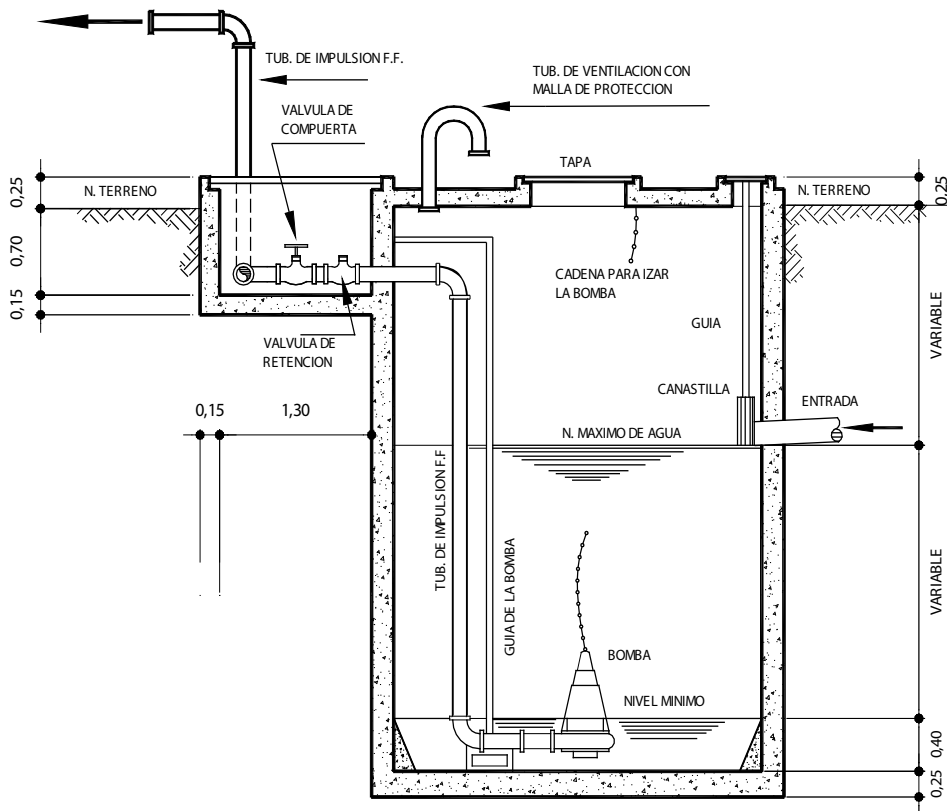 TUB. DE IMPULSION F.F.
TUB. DE VENTILACION CON
MALLA DE PROTECCION
VALVULA DE
COMPUERTA
TAPA
N. TERRENO
N. TERRENO
0,25
0,25
0,70
0,15
CADENA PARA IZAR
LA BOMBA
GUIA
VARIABLE
VALVULA DE
RETENCION
CANASTILLA
ENTRADA
0,15
1,30
N. MAXIMO DE AGUA
TUB. DE IMPULSION F.F
GUIA DE LA BOMBA
VARIABLE
BOMBA
NIVEL MINIMO
0,40
0,25